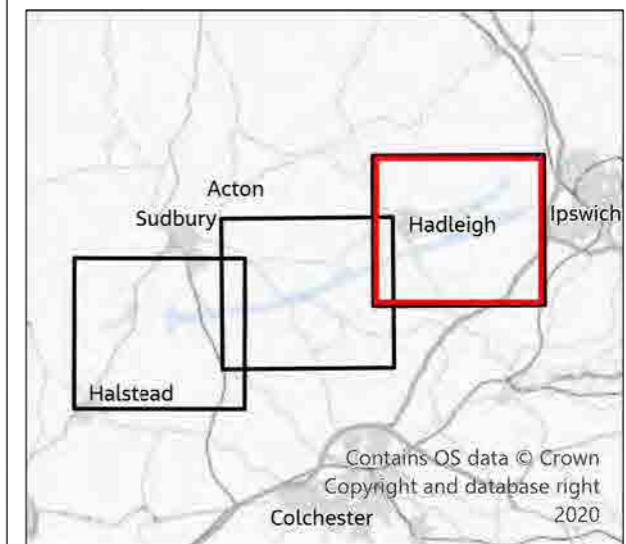 Acton
Sudbury
Hadleigh
Ipswich
Halstead
Contains OS data © Crown
Copyright and database right
2020
Colchester